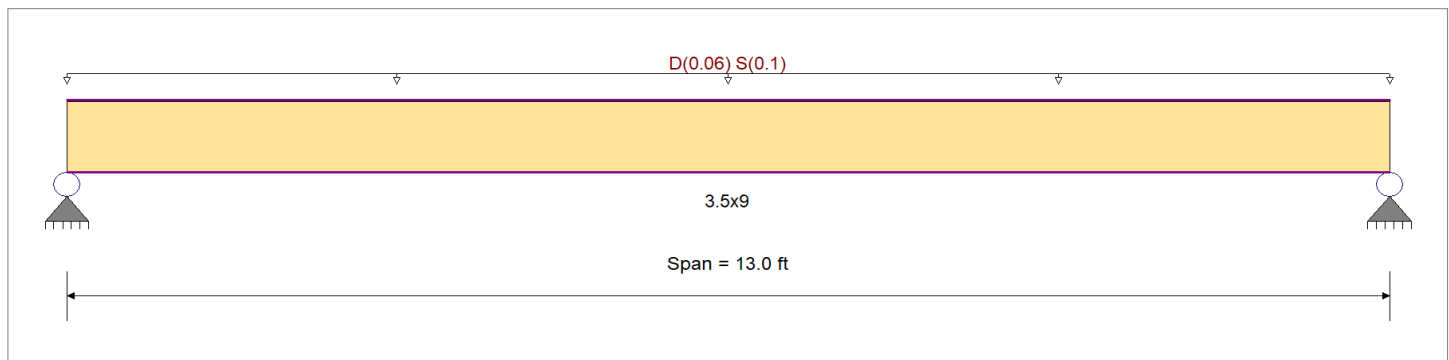 D(0.06) S(0.1)
3.5x9
Span = 13.0 ft